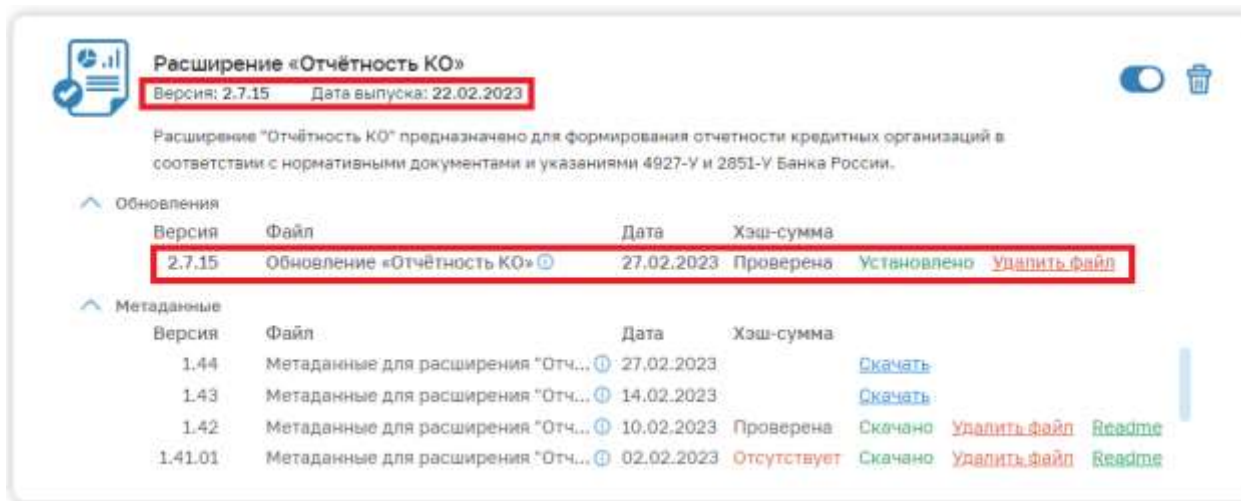 Расширение «Отчётность КО»
Версия: 2.7.15 Дата выпуска: 22.02.2023
Расширение "Отчётность КО" предназначено для формирования отчетности кредитных организаций в
соответствии с нормативными документами и указаниями 4927-У и 2851-У Банка России.
Обновления
Версия Файл Дата Хэш-сумма
2.7.15 Обновление «Отчётность КО» 27.02.2023 Проверена Установлено Удалить файл
Метаданные
Версия Файл Дата Хэш-сумма
1.44 Метаданные для расширения "Отч... 27.02.2023 Скачать
1.43 Метаданные для расширения "Отч... 14.02.2023 Скачать
1.42 Метаданные для расширения "Отч... 10.02.2023 Проверена Скачано Удалить файл Readme
1.41.01 Метаданные для расширения "Отч... 02.02.2023 Отсутствует Скачано Удалить файл Readme